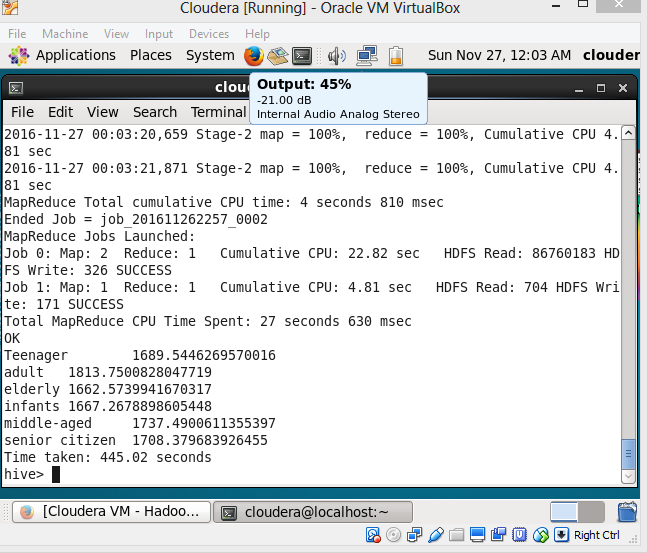 Cloudera [Running] - Oracle VM VirtualBox
File Machine View Input Devices Help
Applications Places System Sun Nov 27, 12:03 AM clouder
clou
Output: 45%
-21.00 dB
Internal Audio Analog Stereo
File Edit View Search Terminal
2016-11-27 00:03:20,659 Stage-2 map = 100%, reduce = 100%, Cumulative CPU 4.
81 sec
2016-11-27 00:03:21,871 Stage-2 map = 100%, reduce = 100%, Cumulative CPU 4.
81 sec
MapReduce Total cumulative CPU time: 4 seconds 810 msec
Ended Job = job_201611262257_0002
MapReduce Jobs Launched:
Job 0: Map: 2 Reduce: 1 Cumulative CPU: 22.82 sec HDFS Read: 86760183 HD
FS Write: 326 SUCCESS
Job 1: Map: 1 Reduce: 1 Cumulative CPU: 4.81 sec HDFS Read: 704 HDFS Wri
te: 171 SUCCESS
Total MapReduce CPU Time Spent: 27 seconds 630 msec
OK
Teenager 1689.5446269570016
adult 1813.7500828047719
elderly 1662.5739941670317
infants 1667.2678898605448
middle-aged 1737.4900611355397
senior citizen 1708.379683926455
Time taken: 445.02 seconds
hive>
[Cloudera VM - Hadoo... cloudera@localhost:~
Right Ctrl